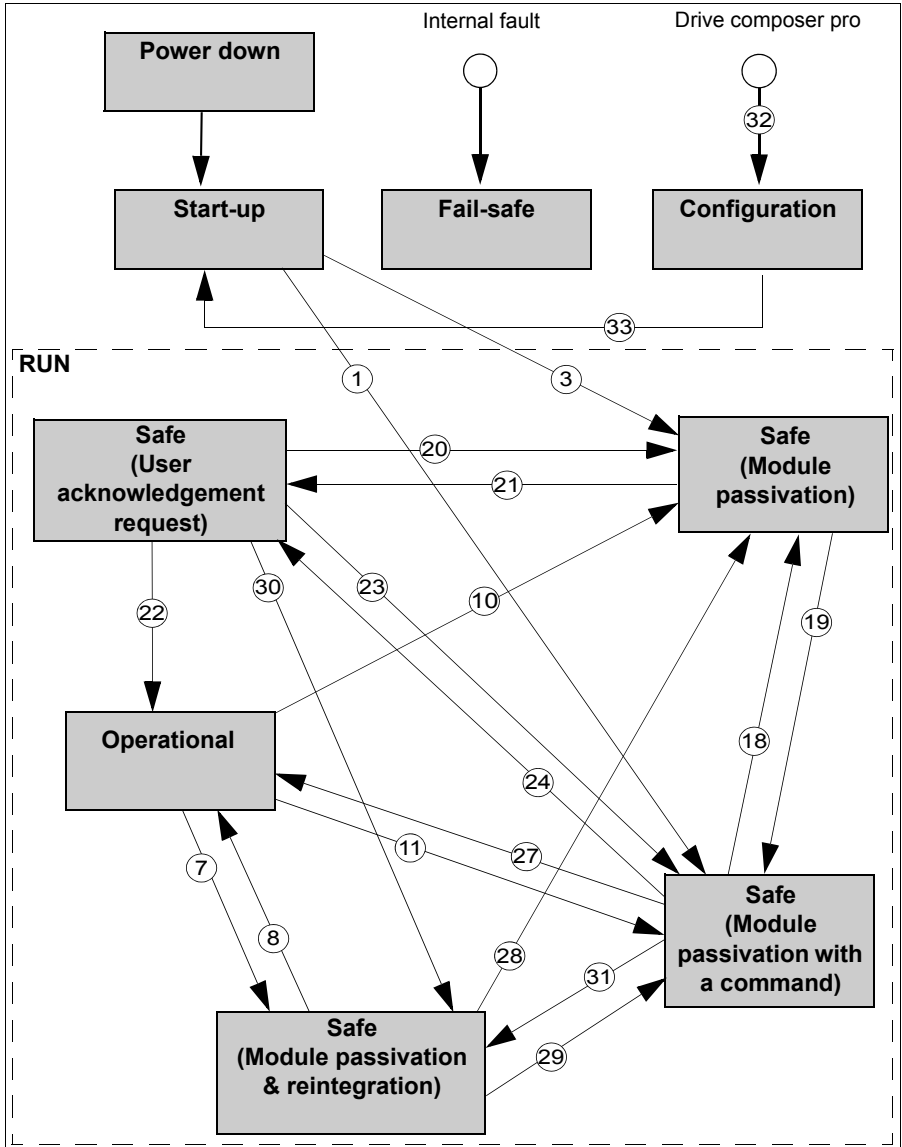 Internal fault
Drive composer pro
Power down
32
Start-up
Fail-safe
Configuration
33
RUN
1
3
Safe
(User
acknowledgement
request)
20
21
Safe
(Module
passivation)
22
30
23
10
19
Operational
18
24
27
11
7
8
28
31
29
Safe
(Module
passivation with
a command)
Safe
(Module passivation
& reintegration)